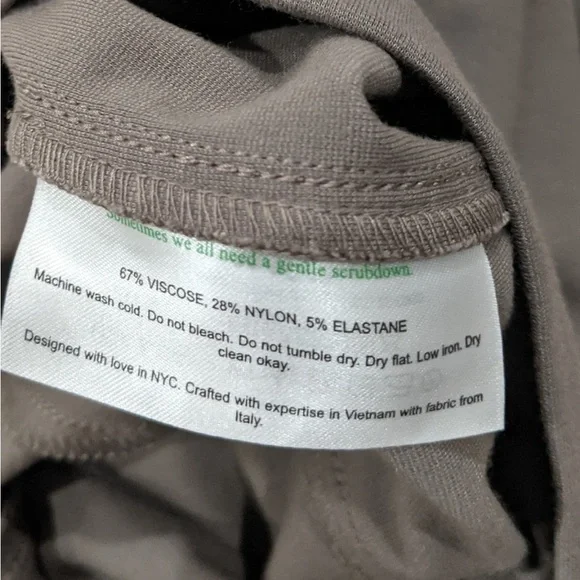 Sometimes we all need a gentle scrubdown.
67% VISCOSE, 28% NYLON, 5% ELASTANE
Machine wash cold. Do not bleach. Do not tumble dry. Dry flat. Low iron. Dry
clean okay.
Designed with love in NYC. Crafted with expertise in Vietnam with fabric from
Italy.